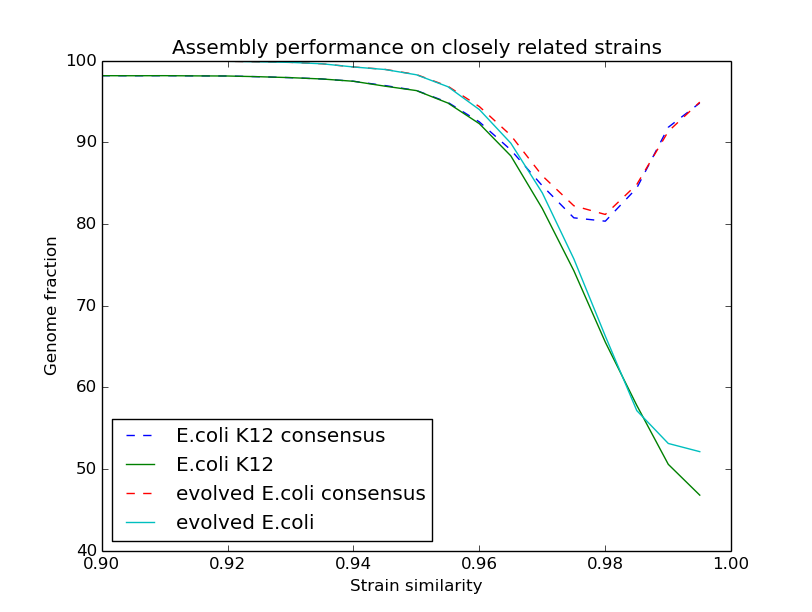 Assembly performance on closely related strains
100
90
80
70
60
50
40
Genome fraction
E.coli K12 consensus
E.coli K12
evolved E.coli consensus
evolved E.coli
0.90 0.92 0.94 0.96 0.98 1.00
Strain similarity